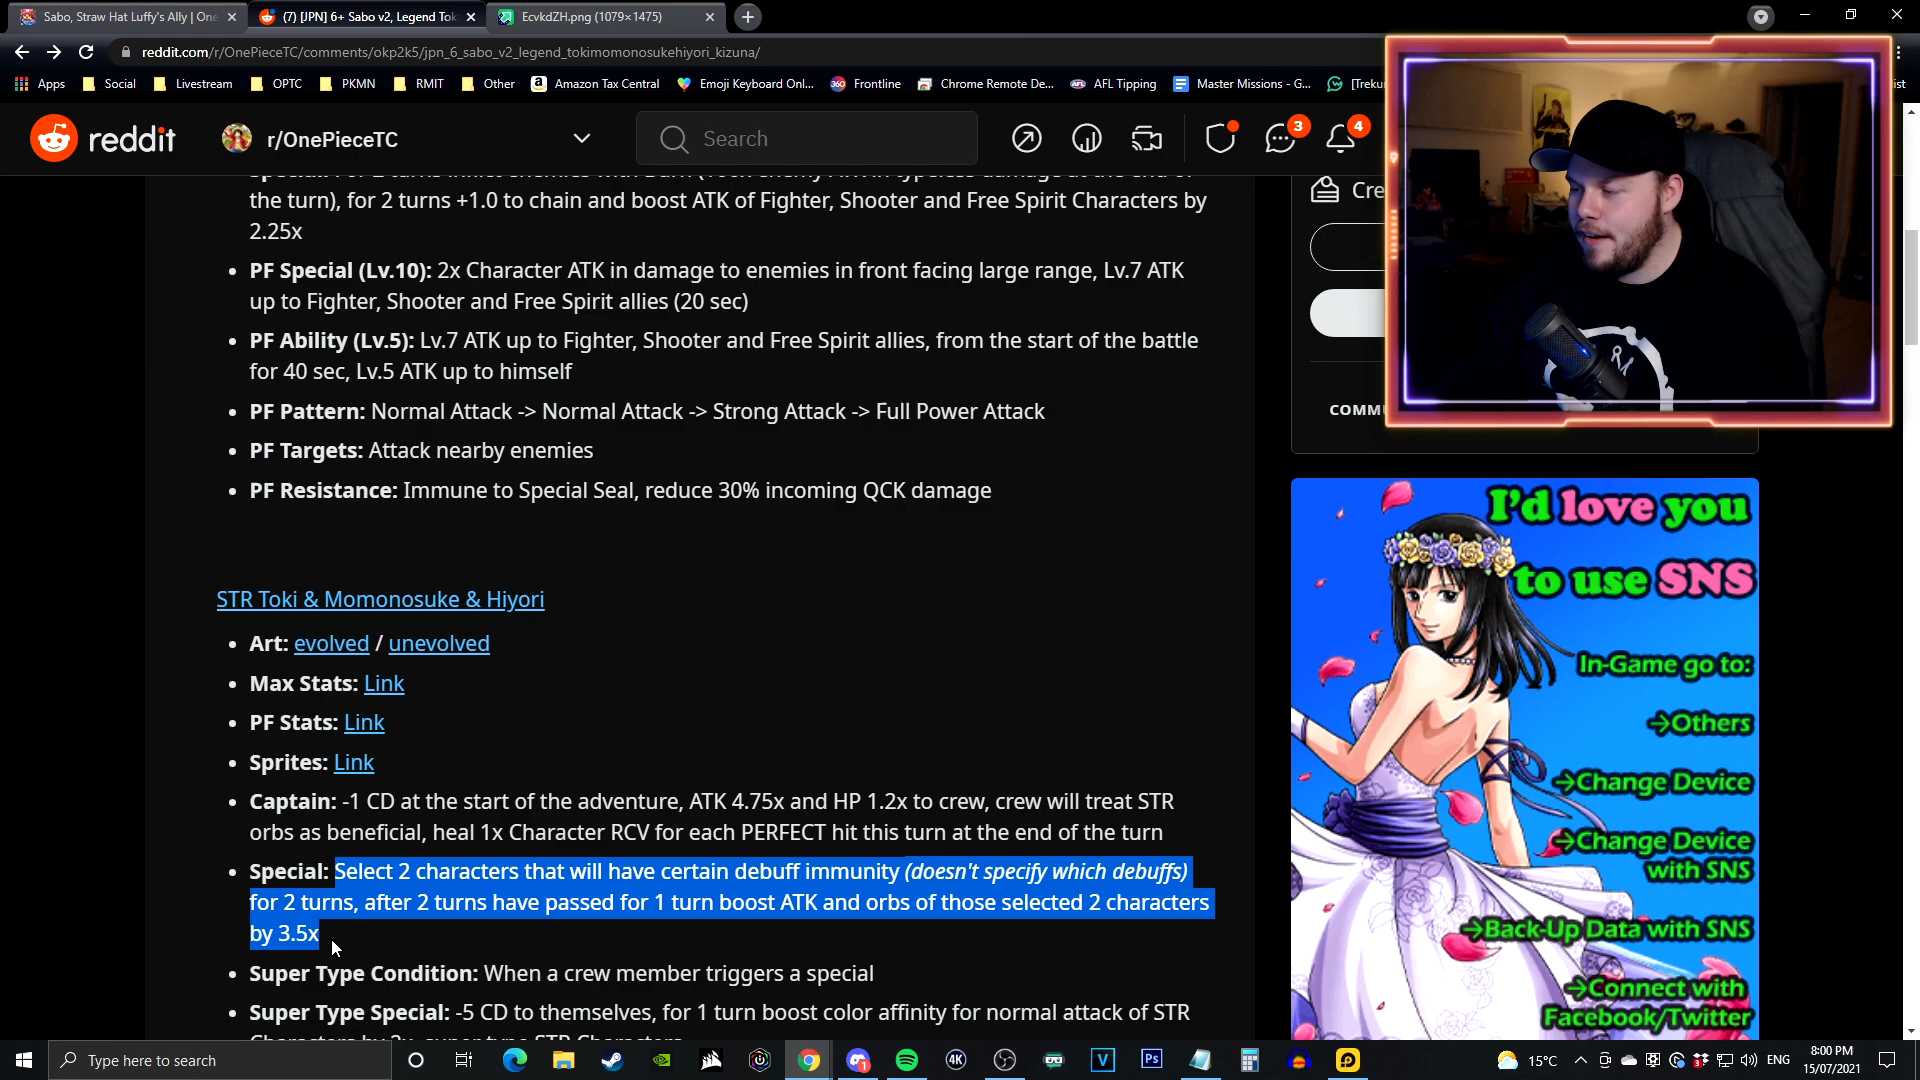 Sabo, Straw Hat Luffy's Ally | One
(7) [JPN] 6+ Sabo v2, Legend Tok
EcvkdZH.png (1079×1475)
reddit.com/r/OnePieceTC/comments/okp2k5/jpn_6_sabo_v2_legend_tokimomonosukehiyori_kizuna/
Apps Social Livestream OPTC PKMN RMIT Other Amazon Tax Central Emoji Keyboard Onl... Frontline Chrome Remote De... AFL Tipping Master Missions - G... [Treku
reddit r/OnePieceTC Search 3 4
the turn), for 2 turns +1.0 to chain and boost ATK of Fighter, Shooter and Free Spirit Characters by
2.25x
PF Special (Lv.10): 2x Character ATK in damage to enemies in front facing large range, Lv.7 ATK
up to Fighter, Shooter and Free Spirit allies (20 sec)
PF Ability (Lv.5): Lv.7 ATK up to Fighter, Shooter and Free Spirit allies, from the start of the battle
for 40 sec, Lv.5 ATK up to himself
PF Pattern: Normal Attack -> Normal Attack -> Strong Attack -> Full Power Attack
PF Targets: Attack nearby enemies
PF Resistance: Immune to Special Seal, reduce 30% incoming QCK damage
STR Toki & Momonosuke & Hiyori
Art: evolved / unevolved
Max Stats: Link
PF Stats: Link
Sprites: Link
Captain: -1 CD at the start of the adventure, ATK 4.75x and HP 1.2x to crew, crew will treat STR
orbs as beneficial, heal 1x Character RCV for each PERFECT hit this turn at the end of the turn
Special: Select 2 characters that will have certain debuff immunity (doesn't specify which debuffs)
for 2 turns, after 2 turns have passed for 1 turn boost ATK and orbs of those selected 2 characters
by 3.5x
Super Type Condition: When a crew member triggers a special
Super Type Special: -5 CD to themselves, for 1 turn boost color affinity for normal attack of STR
Cre
COMMU
I'd love you
to use SNS
In-Game go to:
→Others
→Change Device
→Change Device
with SNS
→Back-Up Data with SNS
→Connect with
Facebook/Twitter
Type here to search
15°C
ENG
8:00 PM
15/07/2021